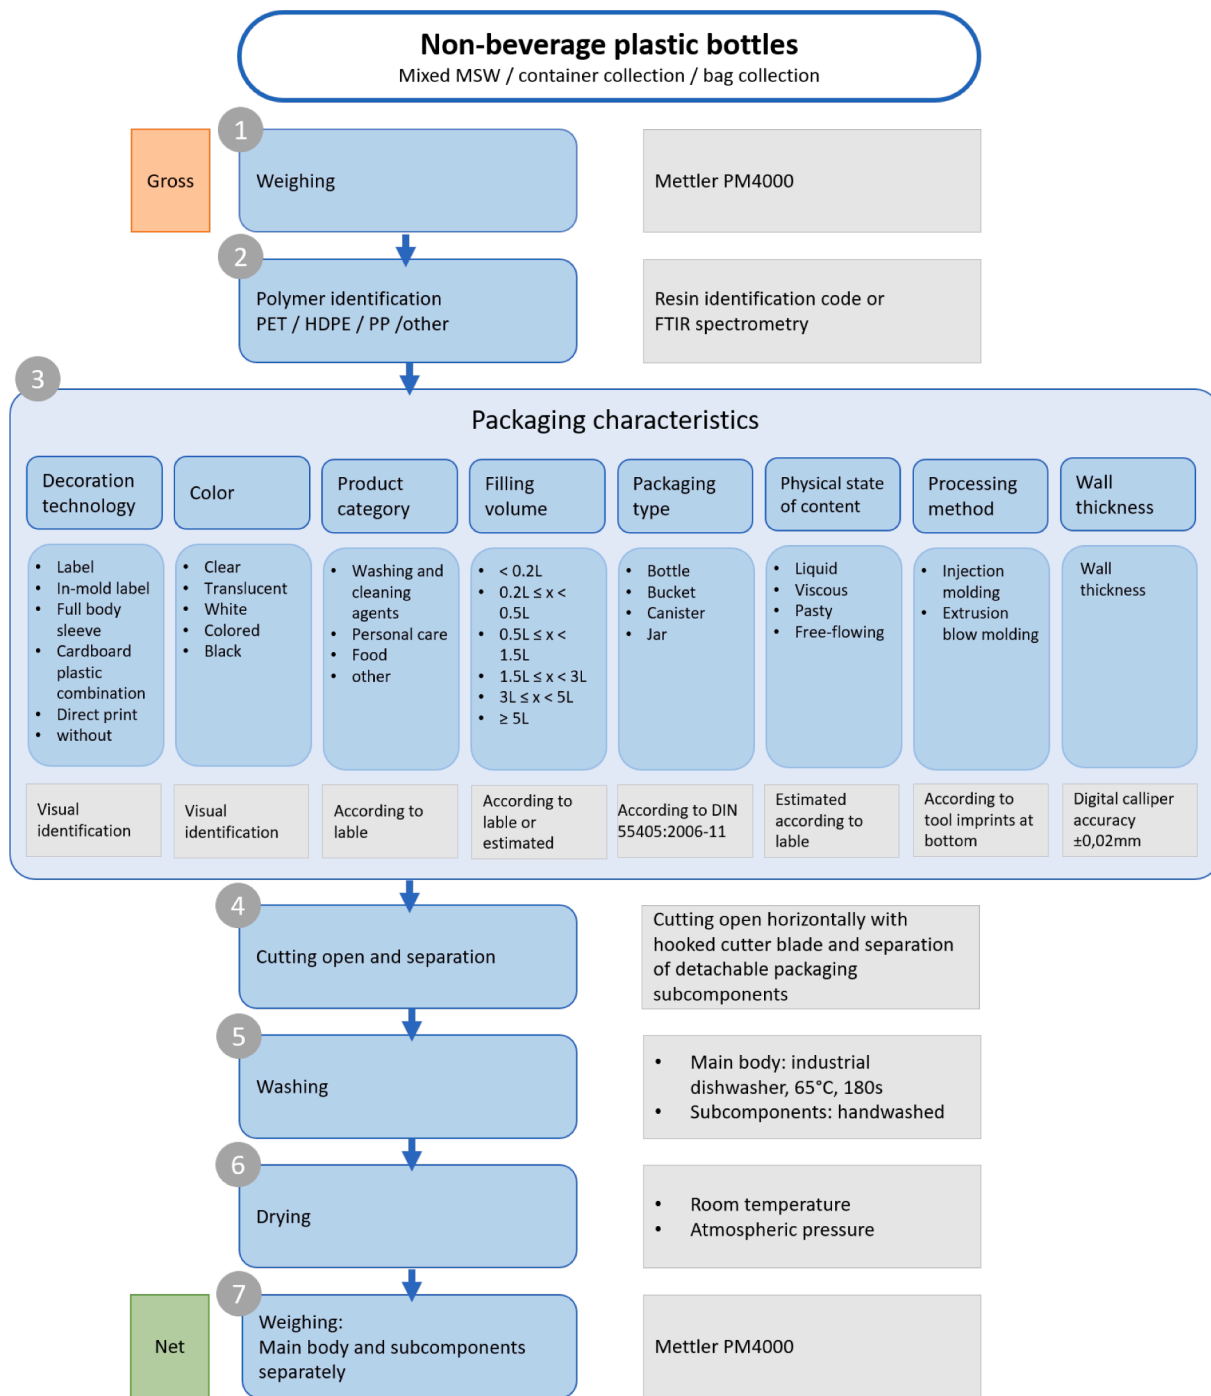 Non-beverage plastic bottles
Mixed MSW / container collection / bag collection
1
Gross
Weighing
Mettler PM4000
2
Polymer identification
PET / HDPE / PP /other
Resin identification code or
FTIR spectrometry
3
Packaging characteristics
Decoration
technology
• Label
• In-mold label
• Full body
sleeve
• Cardboard
plastic
combination
• Direct print
• without
Visual
identification
Color
• Clear
• Translucent
• White
• Colored
• Black
Visual
identification
Product
category
• Washing and
cleaning
agents
• Personal care
• Food
• other
According to
lable
Filling
volume
• < 0.2L
• 0.2L ≤ x <
0.5L
• 0.5L ≤ x <
1.5L
• 1.5L ≤ x < 3L
• 3L ≤ x < 5L
• ≥ 5L
According to
lable or
estimated
Packaging
type
• Bottle
• Bucket
• Canister
• Jar
According to DIN
55405:2006-11
Physical state
of content
• Liquid
• Viscous
• Pasty
• Free-flowing
Estimated
according to
lable
Processing
method
• Injection
molding
• Extrusion
blow molding
According to
tool imprints at
bottom
Wall
thickness
Wall
thickness
Digital calliper
accuracy
±0,02mm
4
Cutting open and separation
Cutting open horizontally with
hooked cutter blade and separation
of detachable packaging
subcomponents
5
Washing
• Main body: industrial
dishwasher, 65°C, 180s
• Subcomponents: handwashed
6
Drying
• Room temperature
• Atmospheric pressure
7
Net
Weighing:
Main body and subcomponents
separately
Mettler PM4000